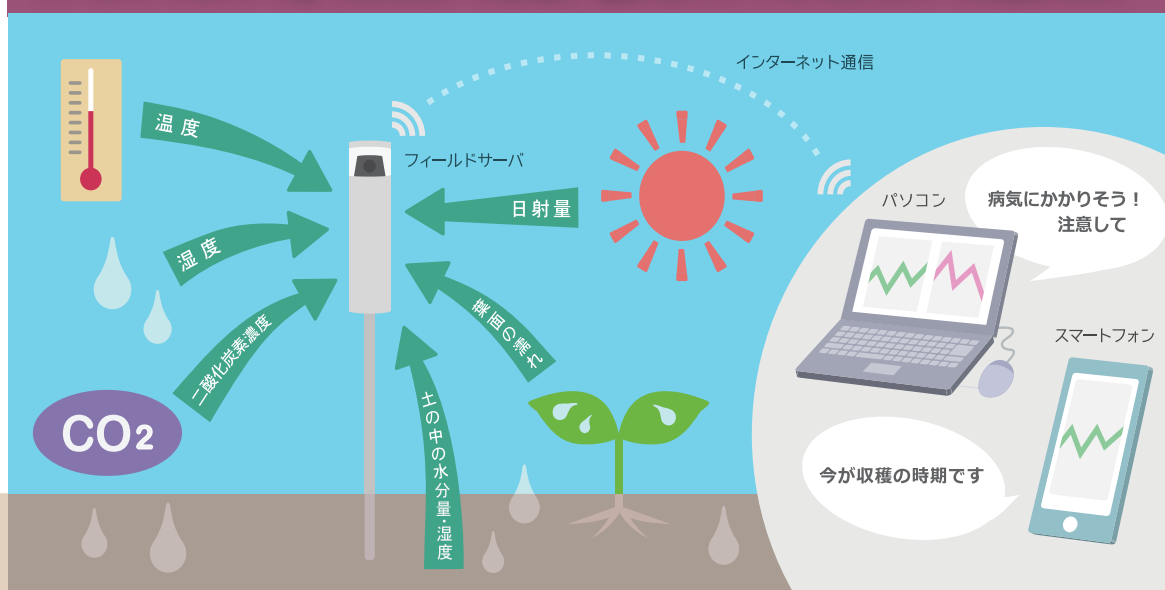 インターネット通信
温度
フィールドサーバ
日射量
湿度
葉面の濡れ
二酸化炭素濃度
CO2
土の中の水分量・湿度
パソコン
病気にかかりそう！
注意して
スマートフォン
今が収穫の時期です